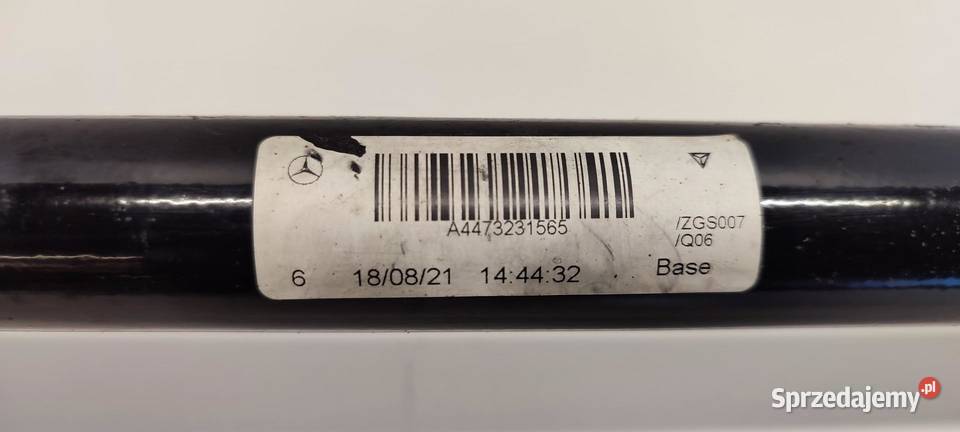 A4473231565
/ZGS007
/Q06
6 18/08/21 14:44:32 Base
Sprzedajemy.pl